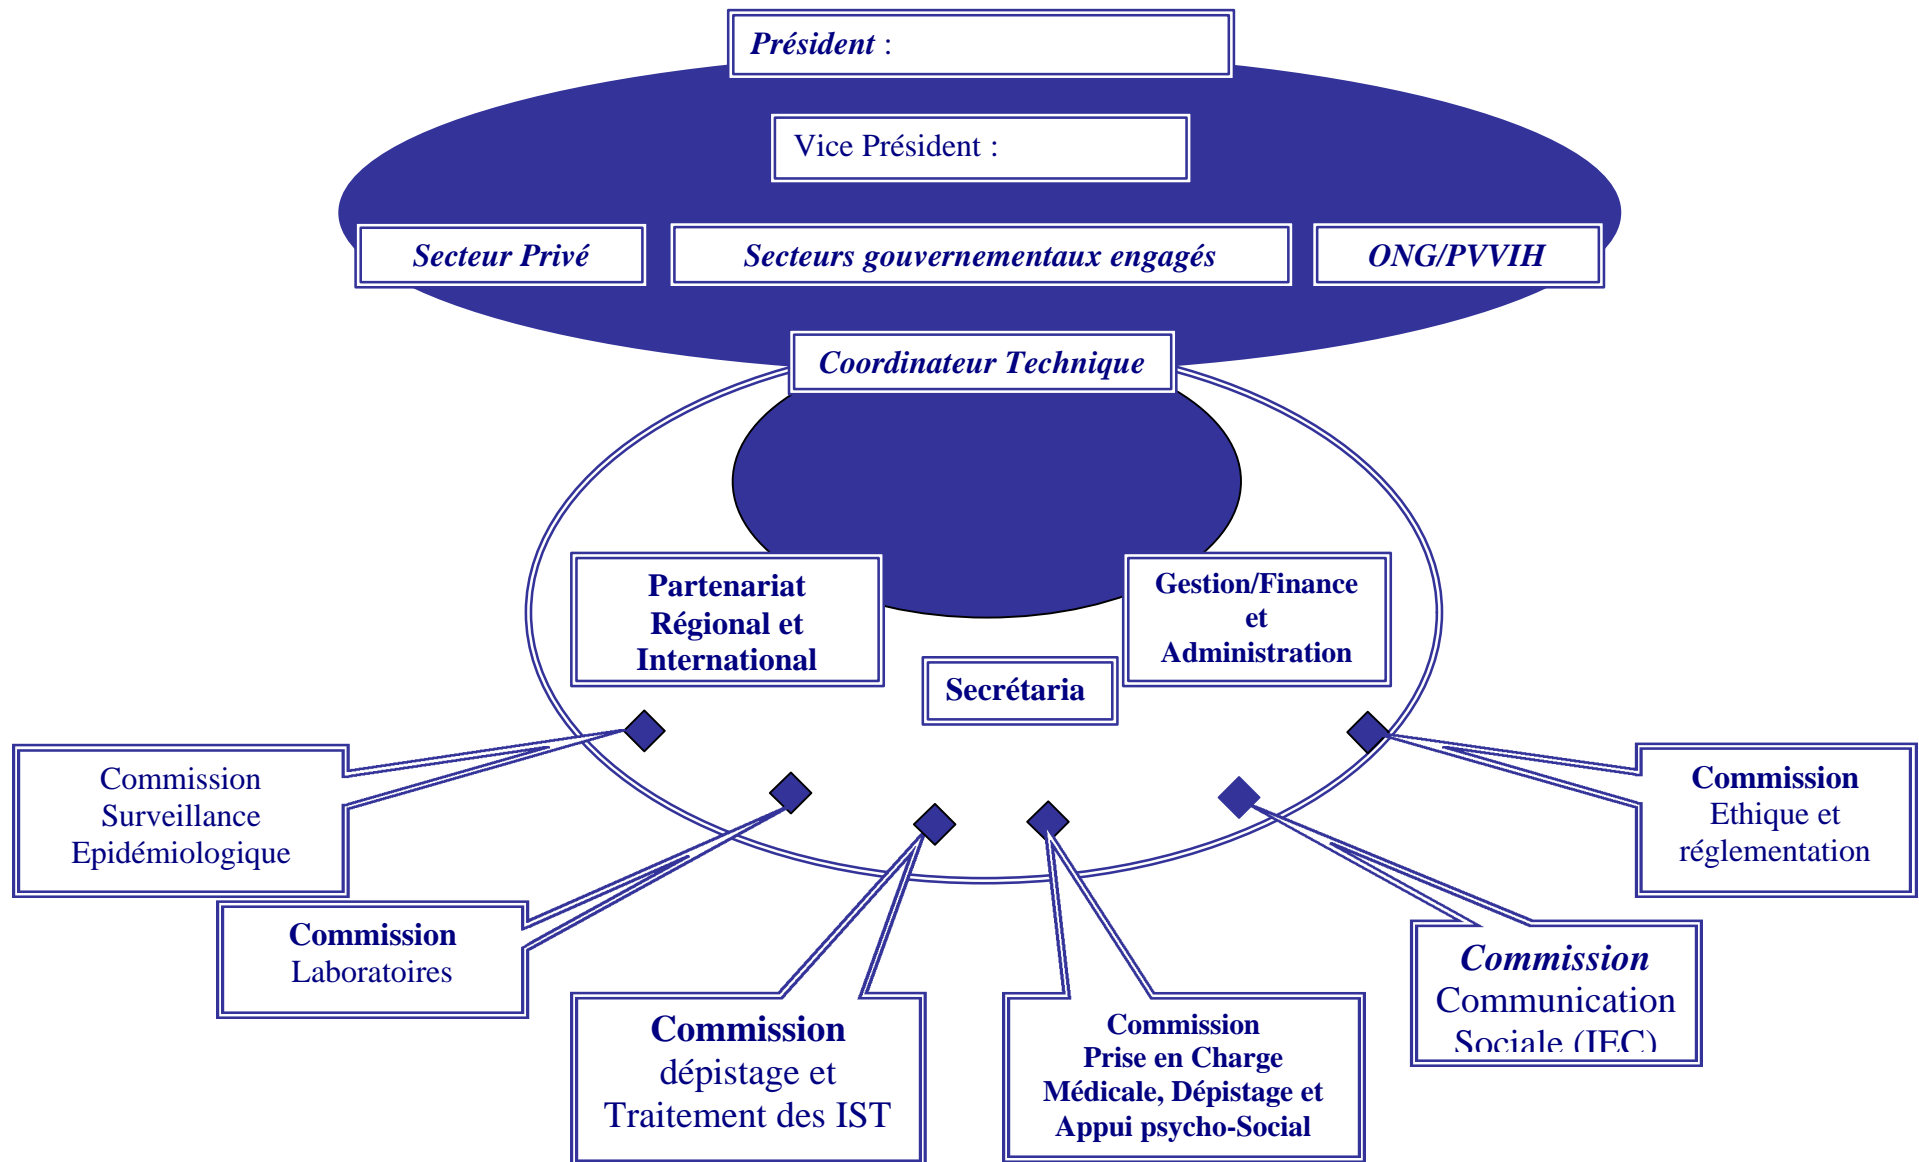 Président :
Vice Président :
Secteur Privé
Secteurs gouvernementaux engagés
ONG/PVVIH
Coordinateur Technique
Partenariat
Régional et
International
Gestion/Finance
et
Administration
Secrétaria
Commission
Surveillance
Epidémiologique
Commission
Laboratoires
Commission
dépistage et
Traitement des IST
Commission
Prise en Charge
Médicale, Dépistage et
Appui psycho-Social
Commission
Communication
Sociale (IEC)
Commission
Ethique et
réglementation